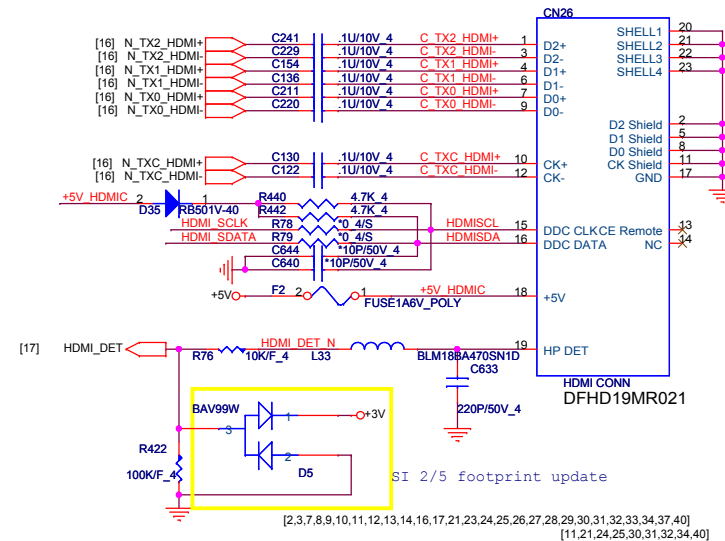 CN26
[16] N_TX2_HDMI+ C241 .1U/10V_4 C_TX2_HDMI+ 1 D2+ SHELL1 20
[16] N_TX2_HDMI- C229 .1U/10V_4 C_TX2_HDMI- 3 D2- SHELL2 21
[16] N_TX1_HDMI+ C154 .1U/10V_4 C_TX1_HDMI+ 4 D1+ SHELL3 22
[16] N_TX1_HDMI- C136 .1U/10V_4 C_TX1_HDMI- 6 D1- SHELL4 23
[16] N_TX0_HDMI+ C211 .1U/10V_4 C_TX0_HDMI+ 7 D0+
[16] N_TX0_HDMI- C220 .1U/10V_4 C_TX0_HDMI- 9 D0-
D2 Shield 2
D1 Shield 5
D0 Shield 8
[16] N_TXC_HDMI+ C130 .1U/10V_4 C_TXC_HDMI+ 10 CK+ CK Shield 11
[16] N_TXC_HDMI- C122 .1U/10V_4 C_TXC_HDMI- 12 CK- GND 17
+5V_HDMIC 2 1 R440 4.7K_4
D35 RB501V-40 R442 4.7K_4
HDMI_SCLK R78 *0_4/S HDMISCL 15 DDC CLK CE Remote 13
HDMI_SDATA R79 *0_4/S HDMISDA 16 DDC DATA NC 14
C644 *10P/50V_4
C640 *10P/50V_4
+5V F2 2 1 +5V_HDMIC 18 +5V
FUSE1A6V_POLY
[17] HDMI_DET HDMI_DET_N 19 HP DET
R76 10K/F_4 L33 BLM18BA470SN1D
C633
HDMI CONN
DFHD19MR021
220P/50V_4
BAV99W 1 +3V
3
R422 2
100K/F_4 D5
SI 2/5 footprint update
[2,3,7,8,9,10,11,12,13,14,16,17,21,23,24,25,26,27,28,29,30,31,32,33,34,37,40]
[11,21,24,25,30,31,32,34,40]